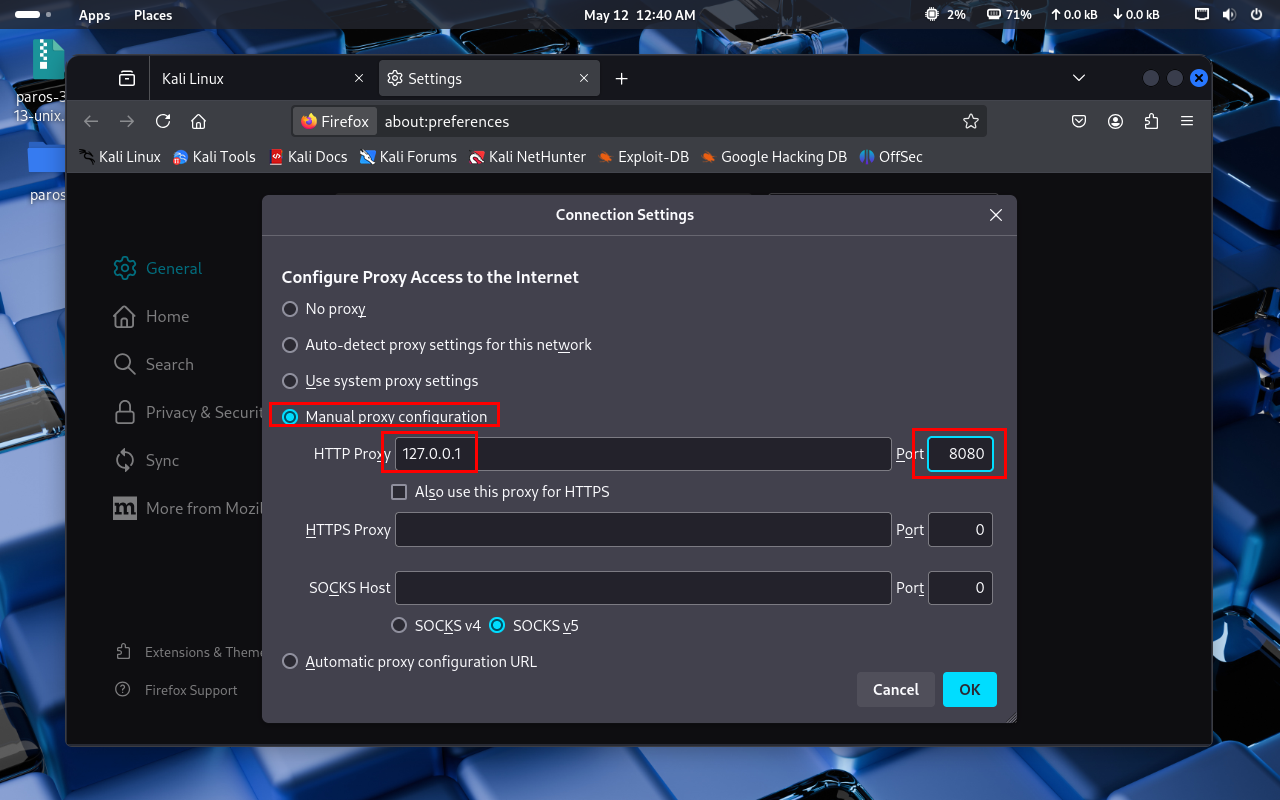 Apps Places May 12 12:40 AM 2% 71% 0.0 kB 0.0 kB
paros-3
13-unix.
paros
Kali Linux Settings
Firefox about:preferences
Kali Linux Kali Tools Kali Docs Kali Forums Kali NetHunter Exploit-DB Google Hacking DB OffSec
General
Home
Search
Privacy & Securit
Sync
m More from Mozil
Extensions & Theme
Firefox Support
Connection Settings
Configure Proxy Access to the Internet
No proxy
Auto-detect proxy settings for this network
Use system proxy settings
Manual proxy configuration
HTTP Proxy 127.0.0.1 Port 8080
Also use this proxy for HTTPS
HTTPS Proxy Port 0
SOCKS Host Port 0
SOCKS v4 SOCKS v5
Automatic proxy configuration URL
Cancel OK